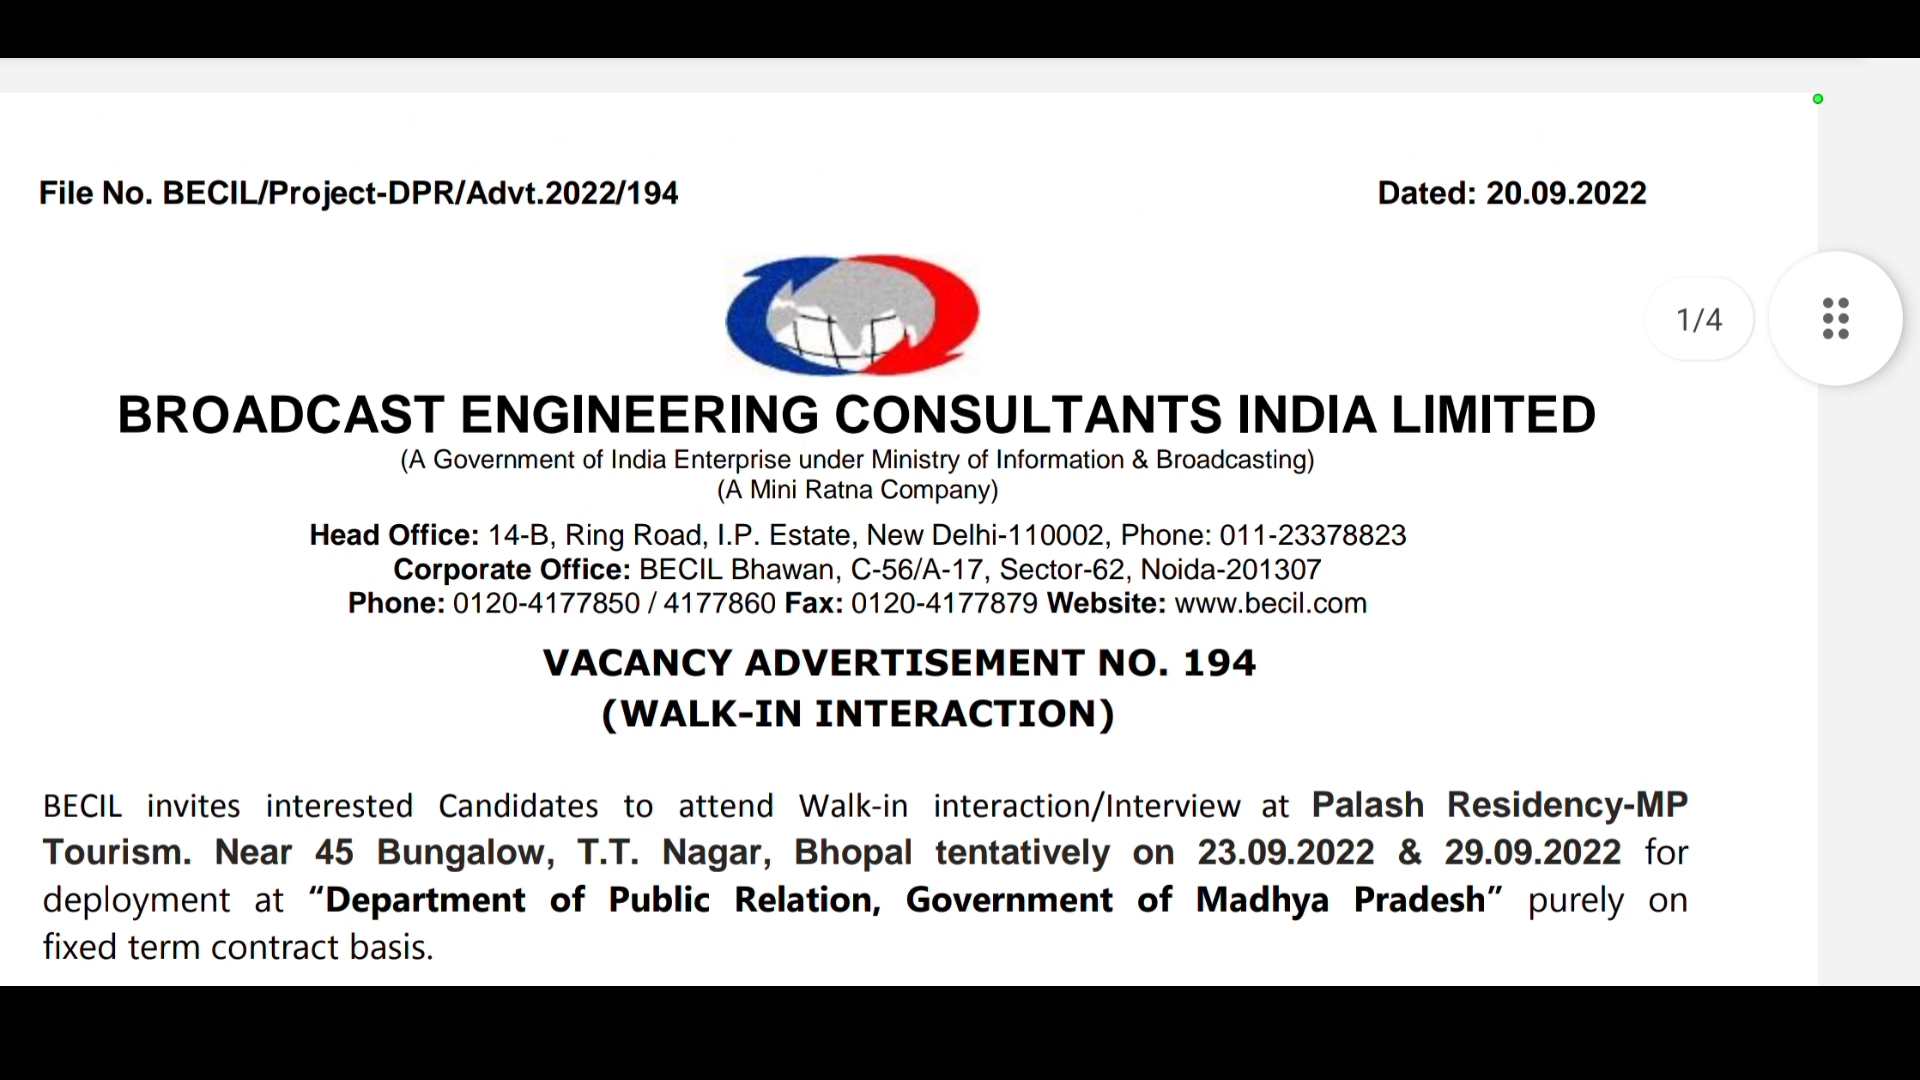 File No. BECIL/Project-DPR/Advt.2022/194 Dated: 20.09.2022
1/4
BROADCAST ENGINEERING CONSULTANTS INDIA LIMITED
(A Government of India Enterprise under Ministry of Information & Broadcasting)
(A Mini Ratna Company)
Head Office: 14-B, Ring Road, I.P. Estate, New Delhi-110002, Phone: 011-23378823
Corporate Office: BECIL Bhawan, C-56/A-17, Sector-62, Noida-201307
Phone: 0120-4177850 / 4177860 Fax: 0120-4177879 Website: www.becil.com
VACANCY ADVERTISEMENT NO. 194
(WALK-IN INTERACTION)
BECIL invites interested Candidates to attend Walk-in interaction/Interview at Palash Residency-MP
Tourism. Near 45 Bungalow, T.T. Nagar, Bhopal tentatively on 23.09.2022 & 29.09.2022 for
deployment at “Department of Public Relation, Government of Madhya Pradesh” purely on
fixed term contract basis.